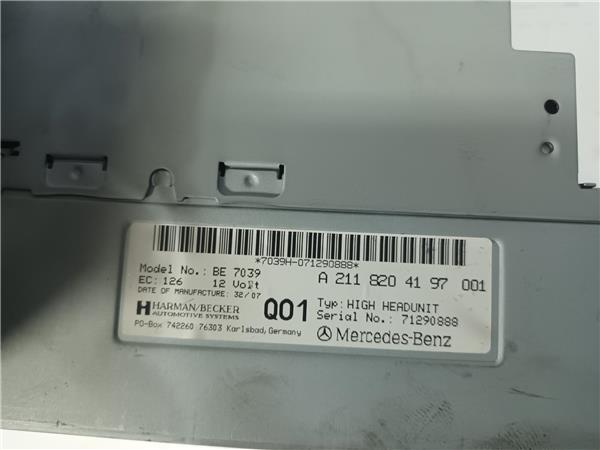 *7039H-071290888*
Model No.: BE 7039
A 211 820 41 97 001
EC: 126 12 Volt
DATE OF MANUFACTURE: 32/07
HARMAN/BECKER
AUTOMOTIVE SYSTEMS
Q01
Typ: HIGH HEADUNIT
Serial No.: 71290888
PO-Box 742260 76303 Karlsbad, Germany
Mercedes-Benz